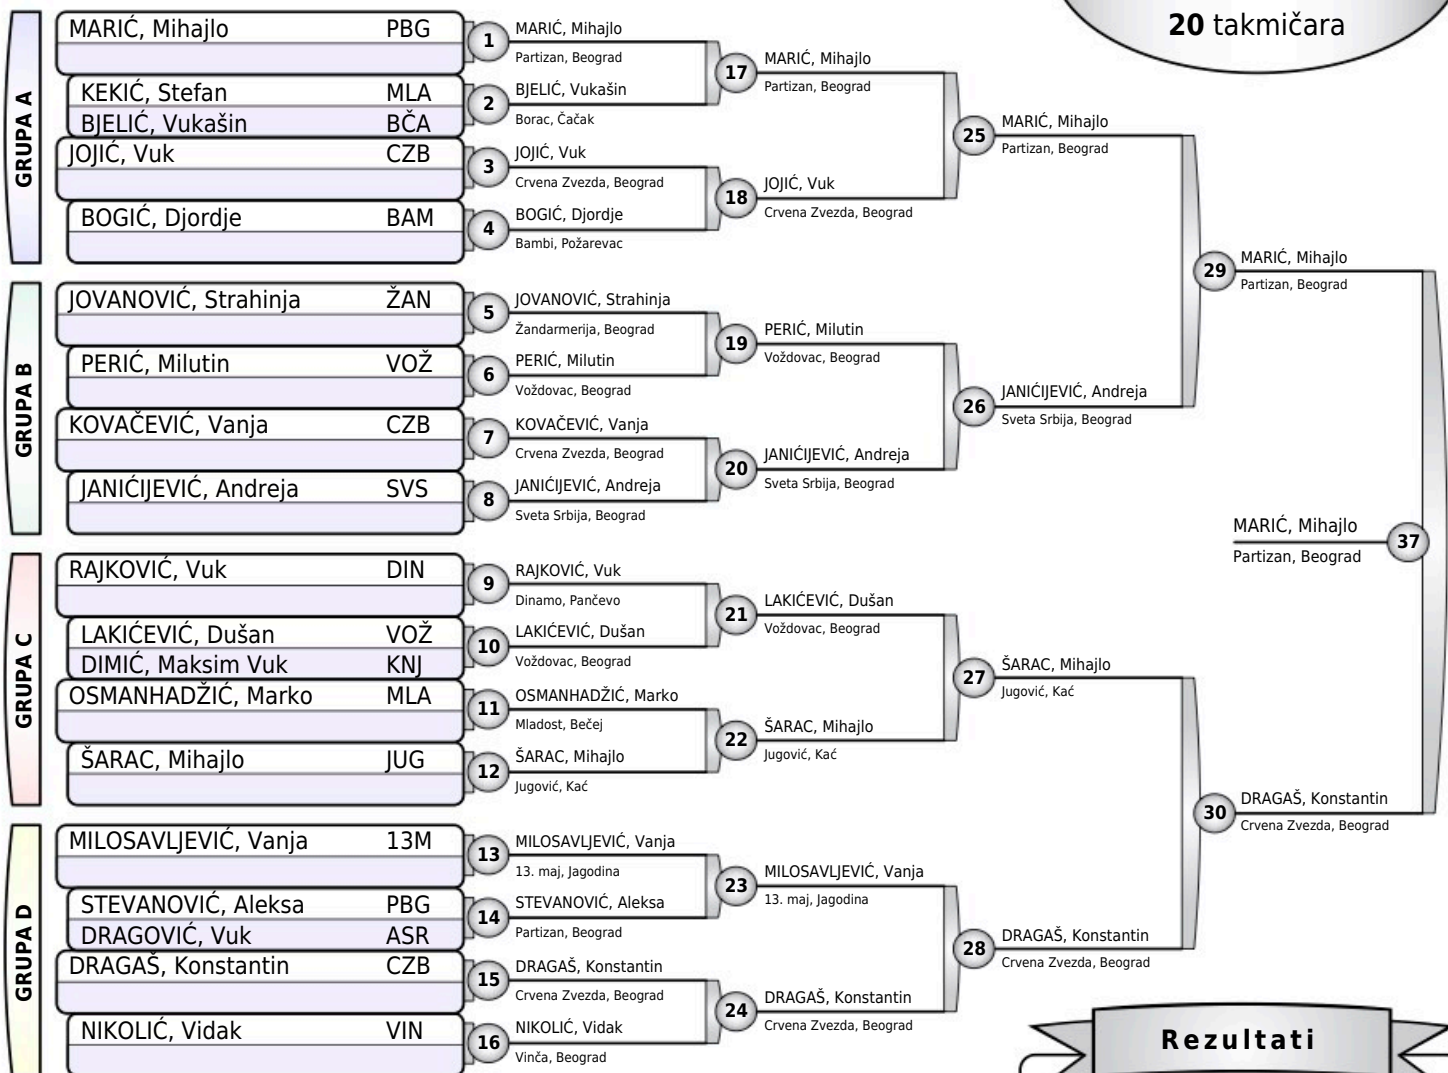 20 takmičara
GRUPA A
MARIĆ, Mihajlo PBG
KEKIĆ, Stefan MLA
BJELIĆ, Vukašin BČA
JOJIĆ, Vuk CZB
BOGIĆ, Djordje BAM
GRUPA B
JOVANOVIĆ, Strahinja ŽAN
PERIĆ, Milutin VOŽ
KOVAČEVIĆ, Vanja CZB
JANIĆIJEVIĆ, Andreja SVS
GRUPA C
RAJKOVIĆ, Vuk DIN
LAKIĆEVIĆ, Dušan VOŽ
DIMIĆ, Maksim Vuk KNJ
OSMANHADŽIĆ, Marko MLA
ŠARAC, Mihajlo JUG
GRUPA D
MILOSAVLJEVIĆ, Vanja 13M
STEVANOVIĆ, Aleksa PBG
DRAGOVIĆ, Vuk ASR
DRAGAŠ, Konstantin CZB
NIKOLIĆ, Vidak VIN
1 MARIĆ, Mihajlo
Partizan, Beograd
2 BJELIĆ, Vukašin
Borac, Čačak
3 JOJIĆ, Vuk
Crvena Zvezda, Beograd
4 BOGIĆ, Djordje
Bambi, Požarevac
5 JOVANOVIĆ, Strahinja
Žandarmerija, Beograd
6 PERIĆ, Milutin
Voždovac, Beograd
7 KOVAČEVIĆ, Vanja
Crvena Zvezda, Beograd
8 JANIĆIJEVIĆ, Andreja
Sveta Srbija, Beograd
9 RAJKOVIĆ, Vuk
Dinamo, Pančevo
10 LAKIĆEVIĆ, Dušan
Voždovac, Beograd
11 OSMANHADŽIĆ, Marko
Mladost, Bečej
12 ŠARAC, Mihajlo
Jugović, Kać
13 MILOSAVLJEVIĆ, Vanja
13. maj, Jagodina
14 STEVANOVIĆ, Aleksa
Partizan, Beograd
15 DRAGAŠ, Konstantin
Crvena Zvezda, Beograd
16 NIKOLIĆ, Vidak
Vinča, Beograd
17 MARIĆ, Mihajlo
Partizan, Beograd
18 JOJIĆ, Vuk
Crvena Zvezda, Beograd
19 PERIĆ, Milutin
Voždovac, Beograd
20 JANIĆIJEVIĆ, Andreja
Sveta Srbija, Beograd
21 LAKIĆEVIĆ, Dušan
Voždovac, Beograd
22 ŠARAC, Mihajlo
Jugović, Kać
23 MILOSAVLJEVIĆ, Vanja
13. maj, Jagodina
24 DRAGAŠ, Konstantin
Crvena Zvezda, Beograd
25 MARIĆ, Mihajlo
Partizan, Beograd
26 JANIĆIJEVIĆ, Andreja
Sveta Srbija, Beograd
27 ŠARAC, Mihajlo
Jugović, Kać
28 DRAGAŠ, Konstantin
Crvena Zvezda, Beograd
29 MARIĆ, Mihajlo
Partizan, Beograd
30 DRAGAŠ, Konstantin
Crvena Zvezda, Beograd
MARIĆ, Mihajlo 37
Partizan, Beograd
Rezultati